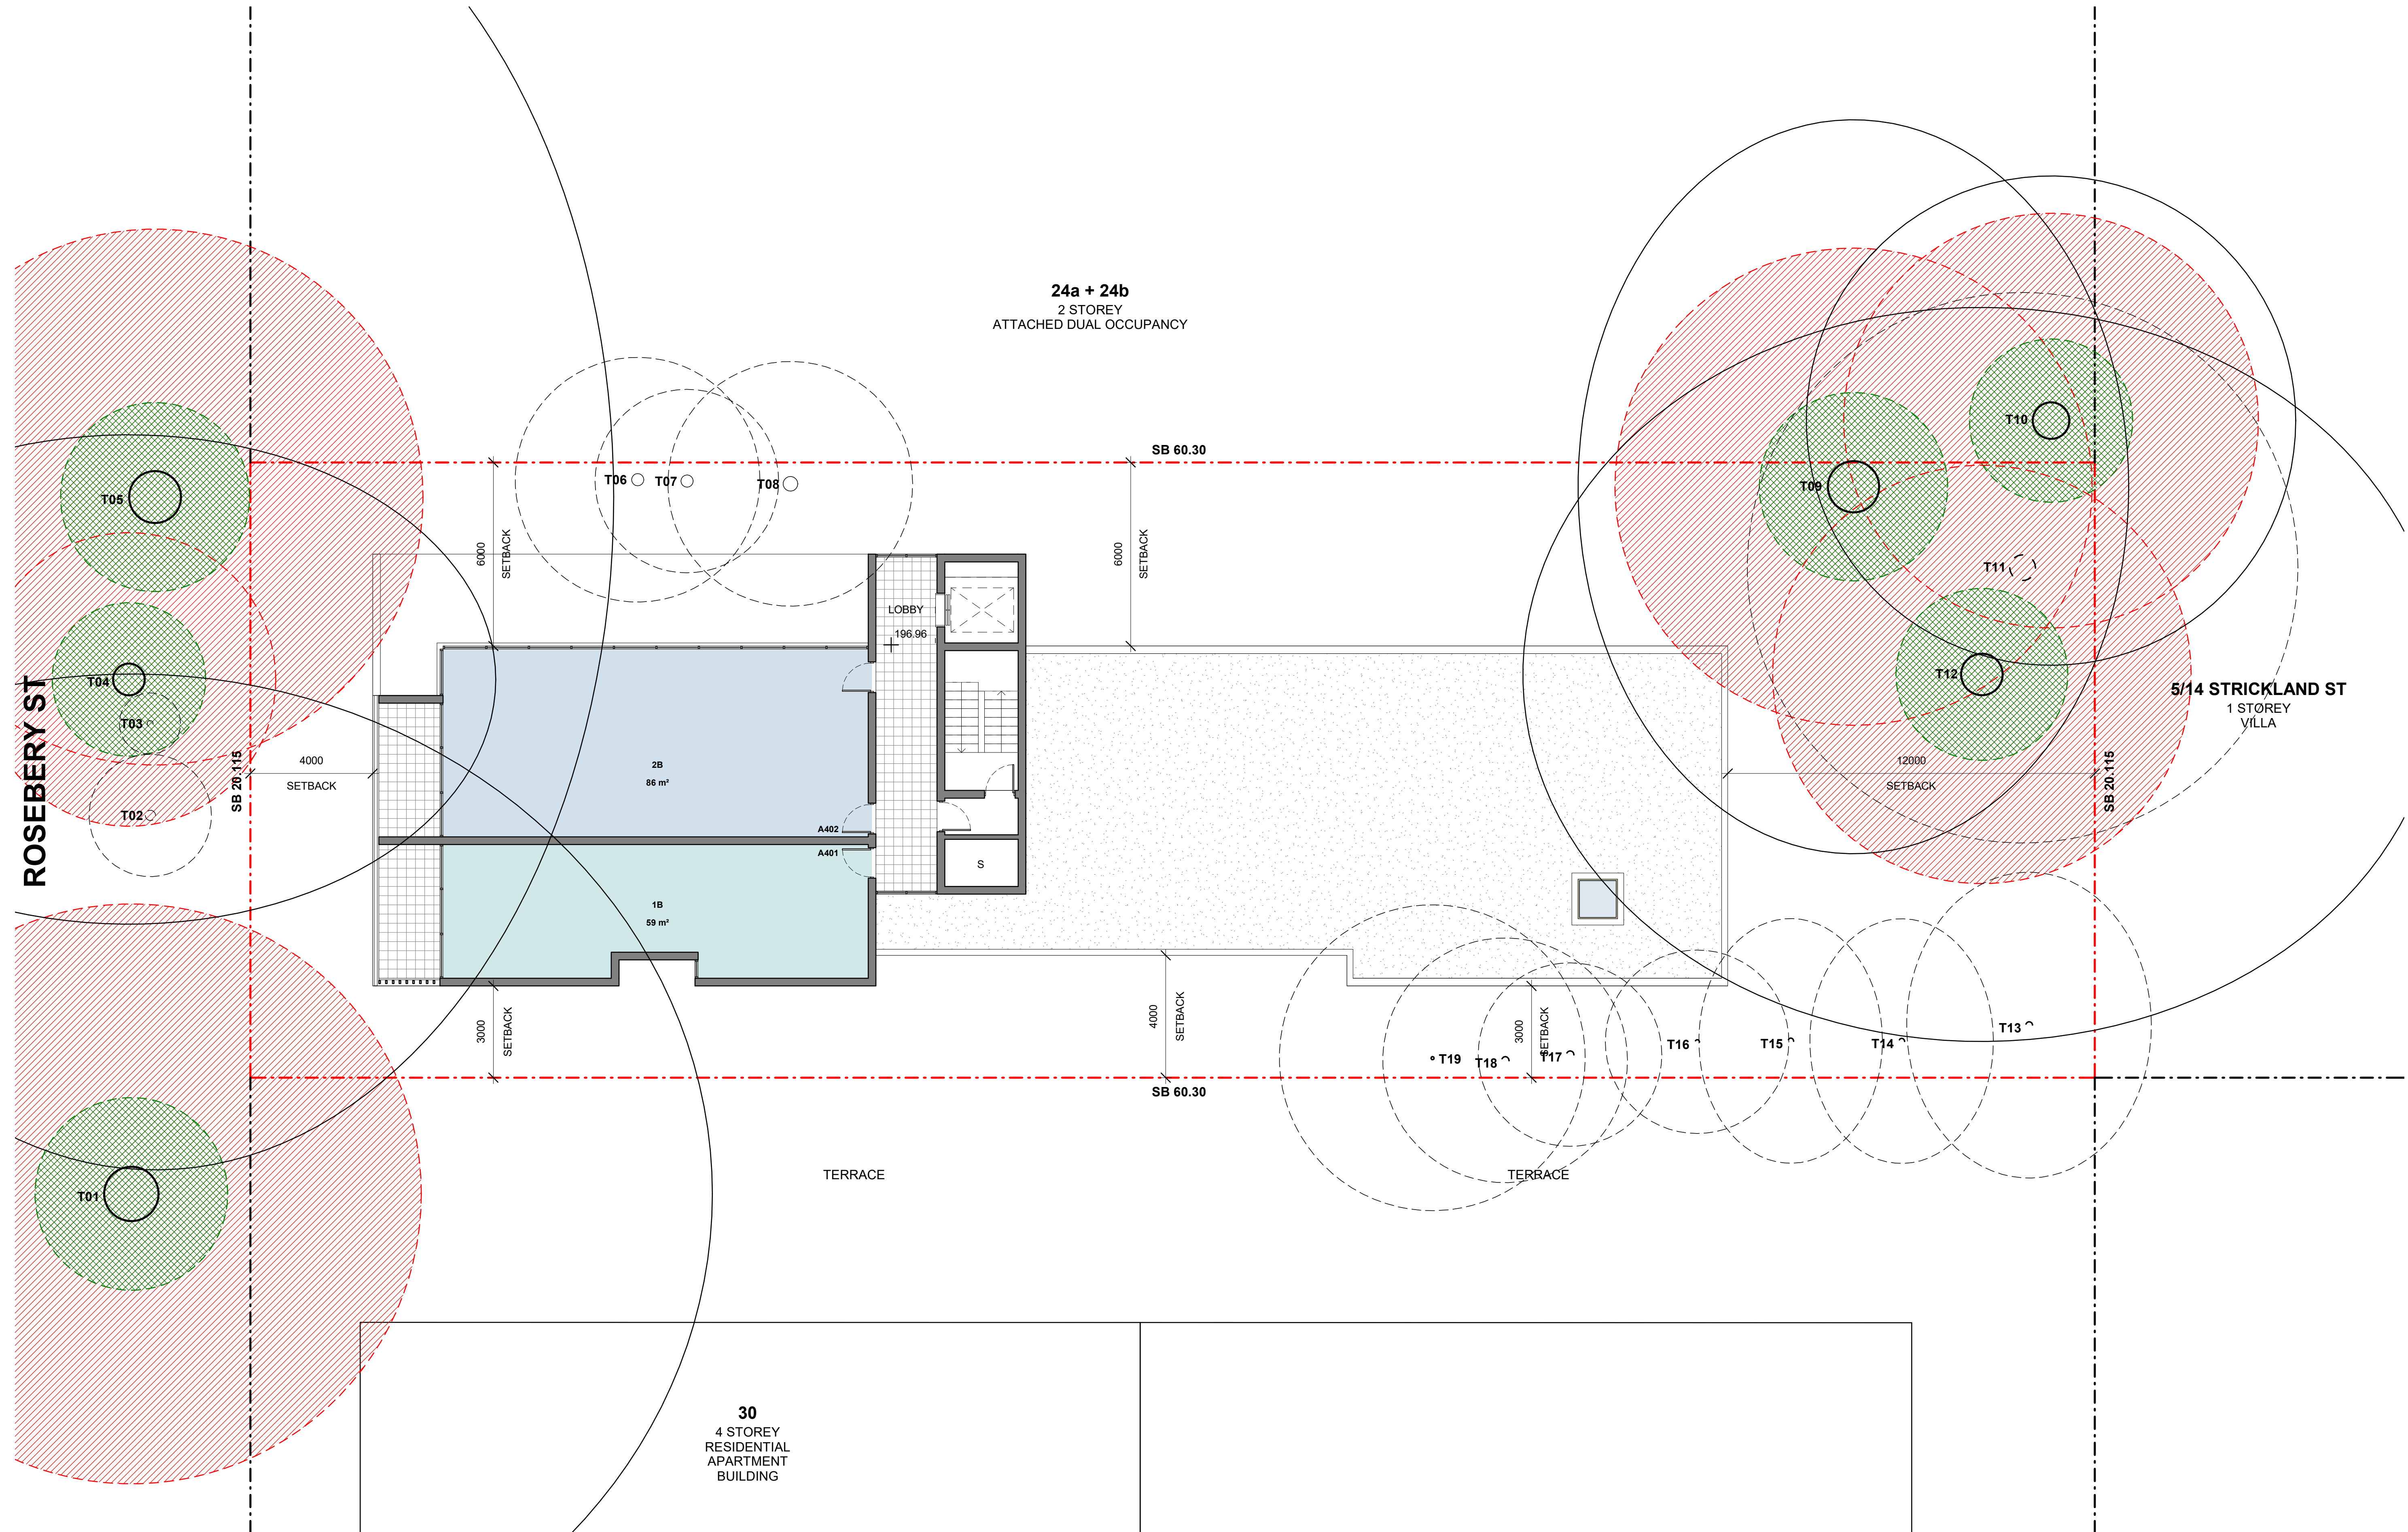 24a + 24b
2 STOREY
ATTACHED DUAL OCCUPANCY
T10
SB 60.30
T05
T06
T07
T08
T09
6000
SETBACK
6000
SETBACK
T11
LOBBY
196.96
T04
T03
T12
5/14 STRICKLAND ST
1 STOREY
VILLA
ROSEBERY ST
SB 20.115
4000
SETBACK
2B
86 m²
12000
SETBACK
SB 20.115
T02
A402
A401
S
1B
59 m²
3000
SETBACK
4000
SETBACK
3000
SETBACK
T19
T18
T17
T16
T15
T14
T13
SB 60.30
TERRACE
TERRACE
T01
30
4 STOREY
RESIDENTIAL
APARTMENT
BUILDING